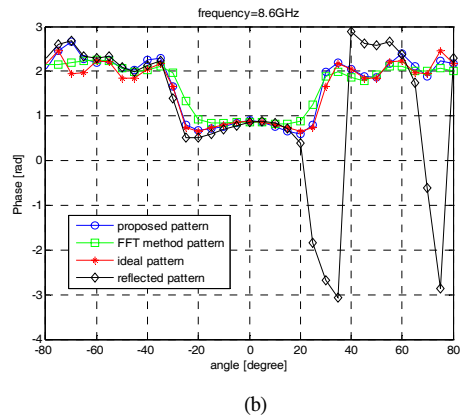 frequency=8.6GHz
3
2
1
0
-1
-2
-3
-4
Phase [rad]
proposed pattern
FFT method pattern
ideal pattern
reflected pattern
-80 -60 -40 -20 0 20 40 60 80
angle [degree]
(b)